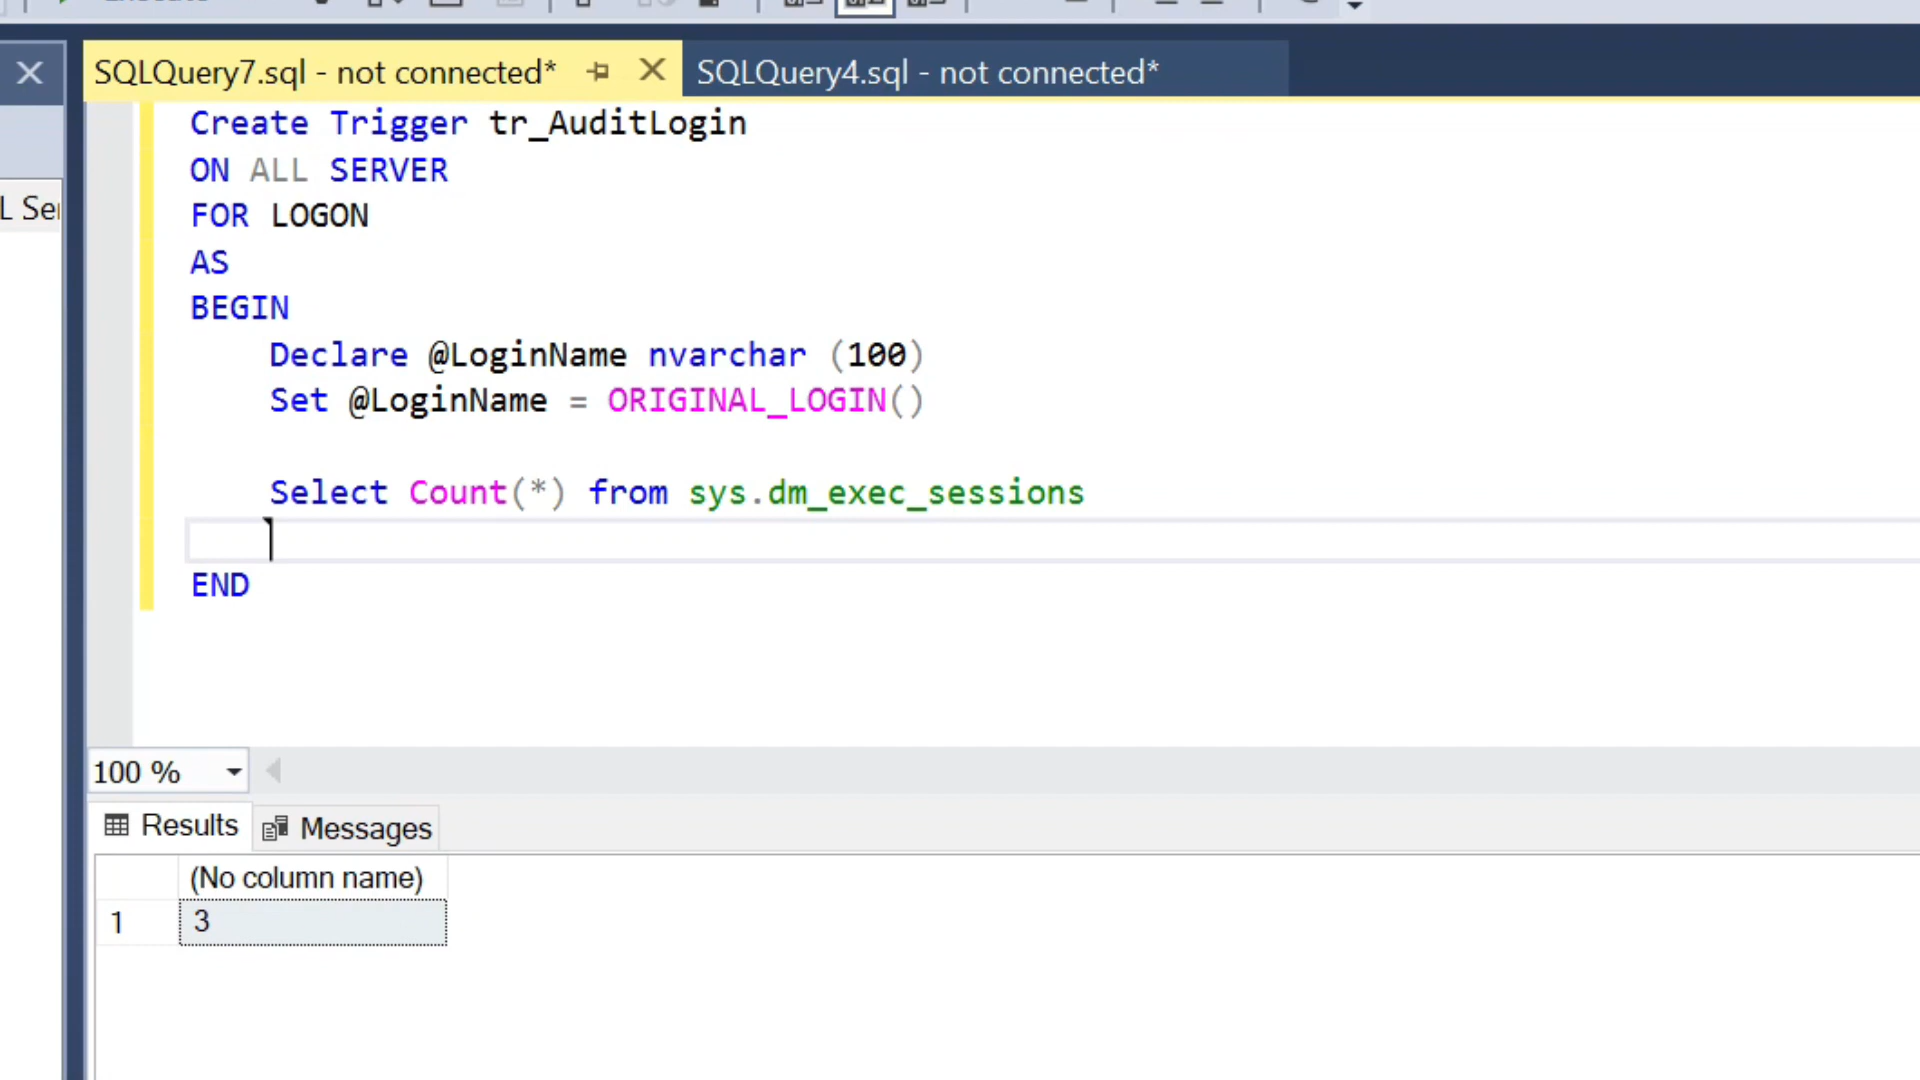 SQLQuery7.sql - not connected*
SQLQuery4.sql - not connected*
Create Trigger tr_AuditLogin
ON ALL SERVER
FOR LOGON
AS
BEGIN
Declare @LoginName nvarchar (100)
Set @LoginName = ORIGINAL_LOGIN()
Select Count(*) from sys.dm_exec_sessions
END
100 %
Results
Messages
(No column name)
1
3